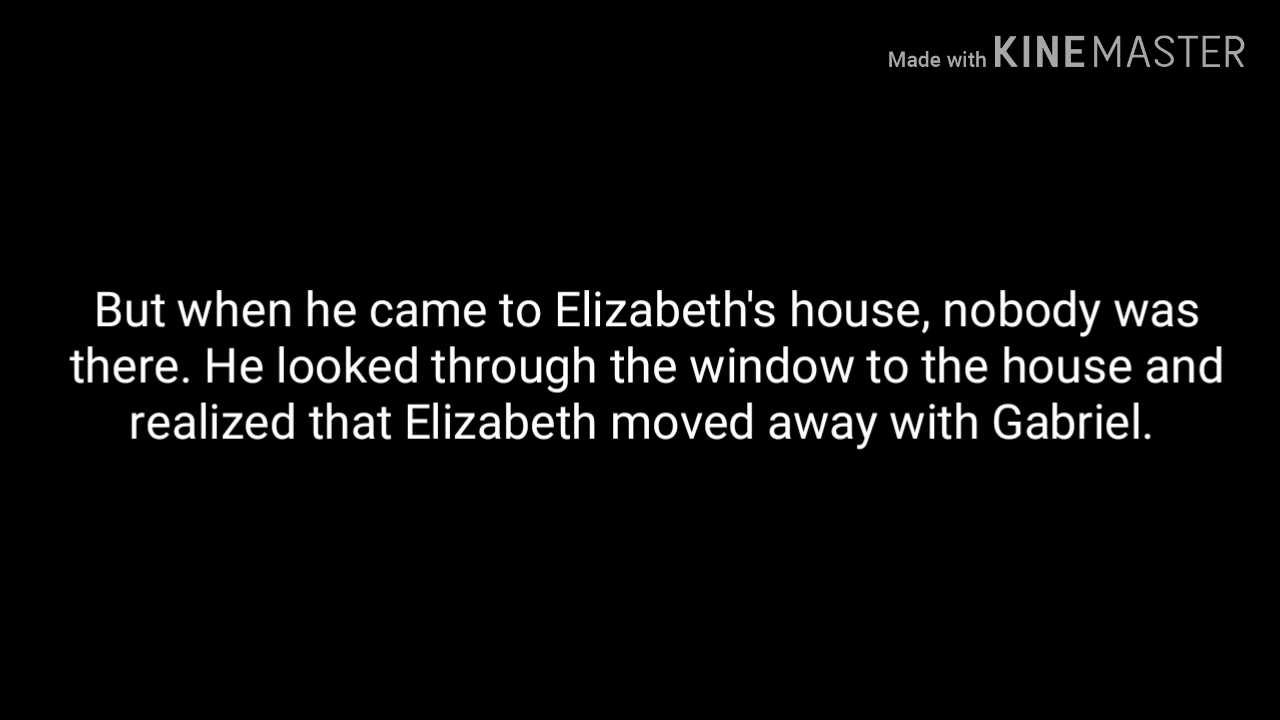 Made with KINEMASTER
But when he came to Elizabeth's house, nobody was
there. He looked through the window to the house and
realized that Elizabeth moved away with Gabriel.